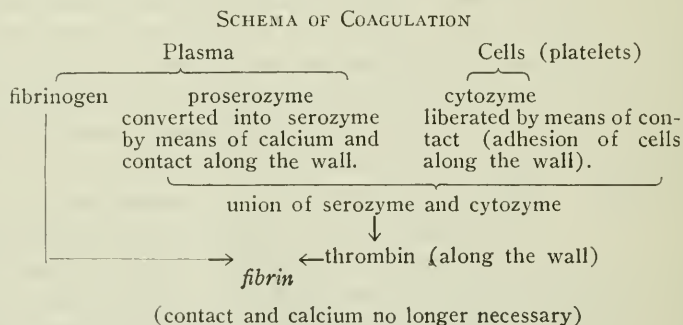 SCHEMA OF COAGULATION
Plasma Cells (platelets)
fibrinogen proserozyme cytozyme
converted into serozyme liberated by means of con-
by means of calcium and tact (adhesion of cells
contact along the wall. along the wall).
union of serozyme and cytozyme
thrombin (along the wall)
fibrin
(contact and calcium no longer necessary)